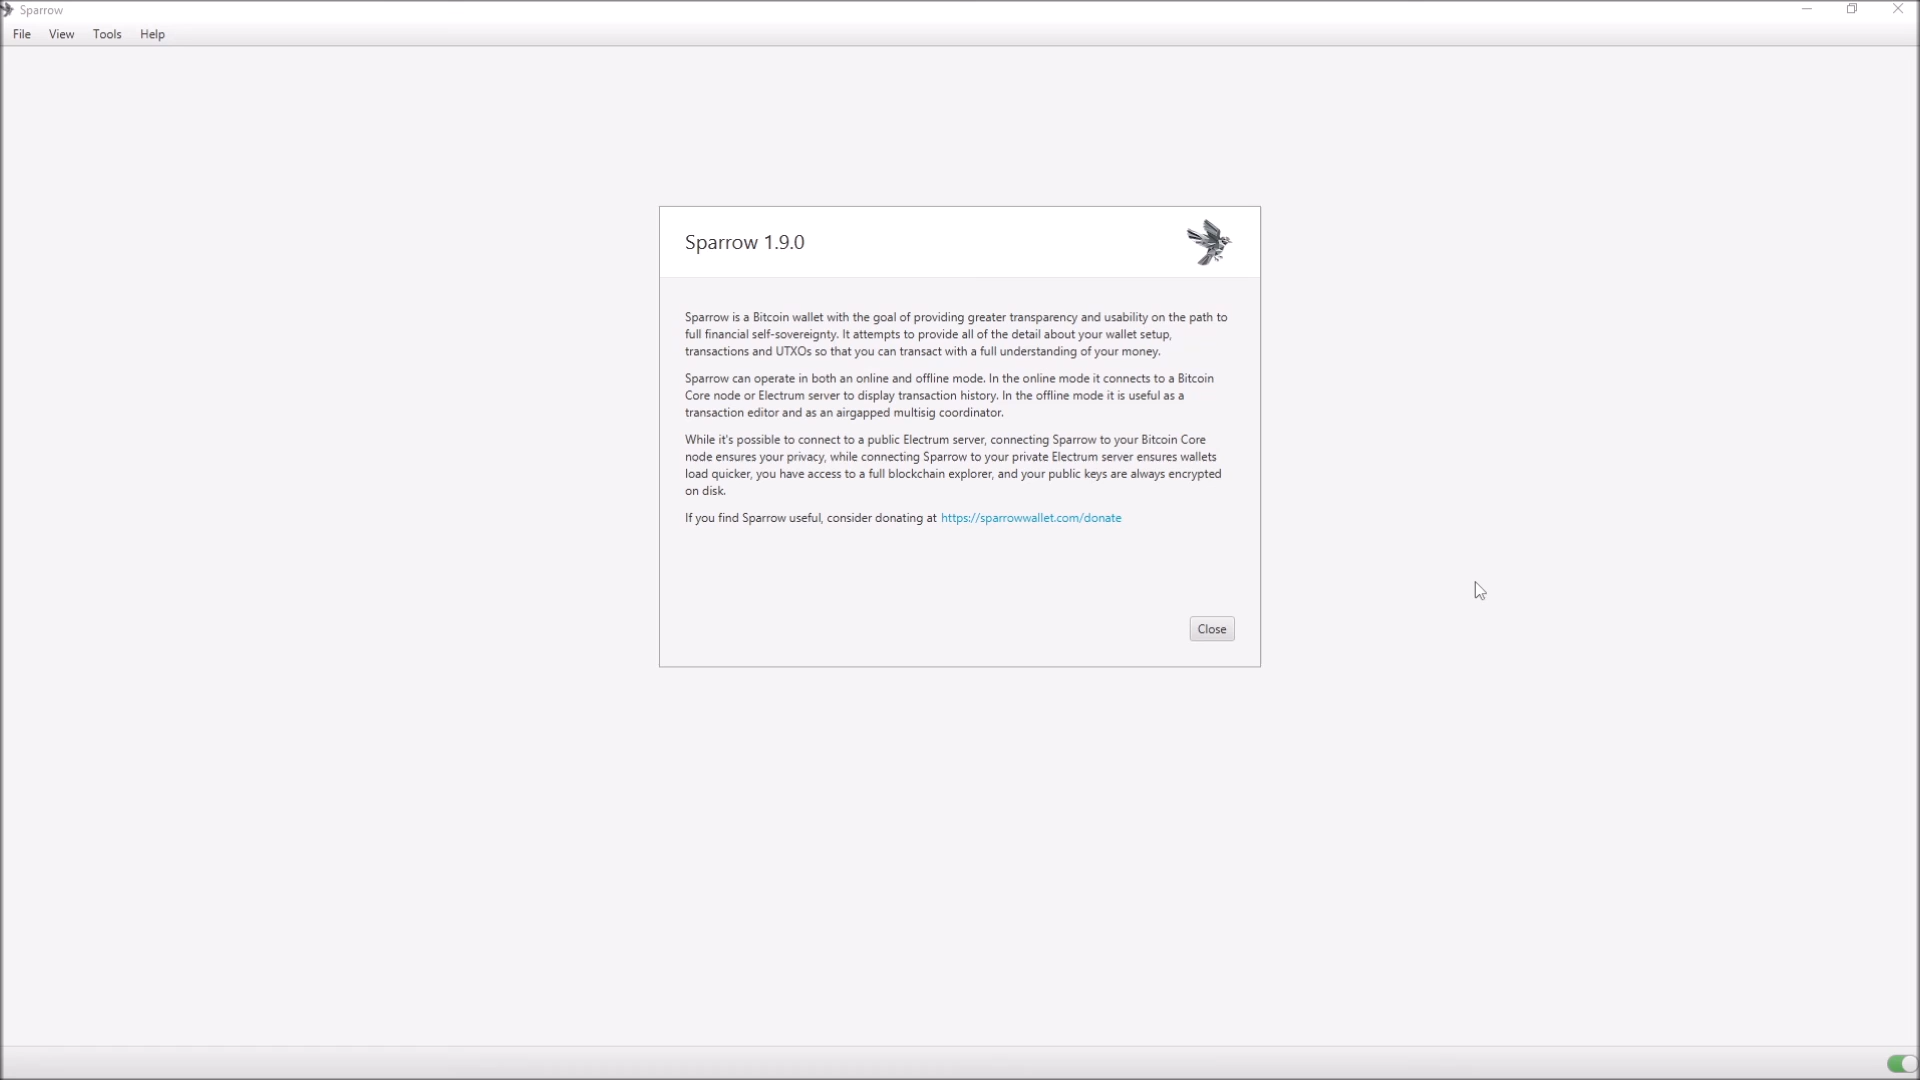 Sparrow
File View Tools Help
Sparrow 1.9.0
Sparrow is a Bitcoin wallet with the goal of providing greater transparency and usability on the path to
full financial self-sovereignty. It attempts to provide all of the detail about your wallet setup,
transactions and UTXOs so that you can transact with a full understanding of your money.
Sparrow can operate in both an online and offline mode. In the online mode it connects to a Bitcoin
Core node or Electrum server to display transaction history. In the offline mode it is useful as a
transaction editor and as an airgapped multisig coordinator.
While it's possible to connect to a public Electrum server, connecting Sparrow to your Bitcoin Core
node ensures your privacy, while connecting Sparrow to your private Electrum server ensures wallets
load quicker, you have access to a full blockchain explorer, and your public keys are always encrypted
on disk.
If you find Sparrow useful, consider donating at https://sparrowwallet.com/donate
Close